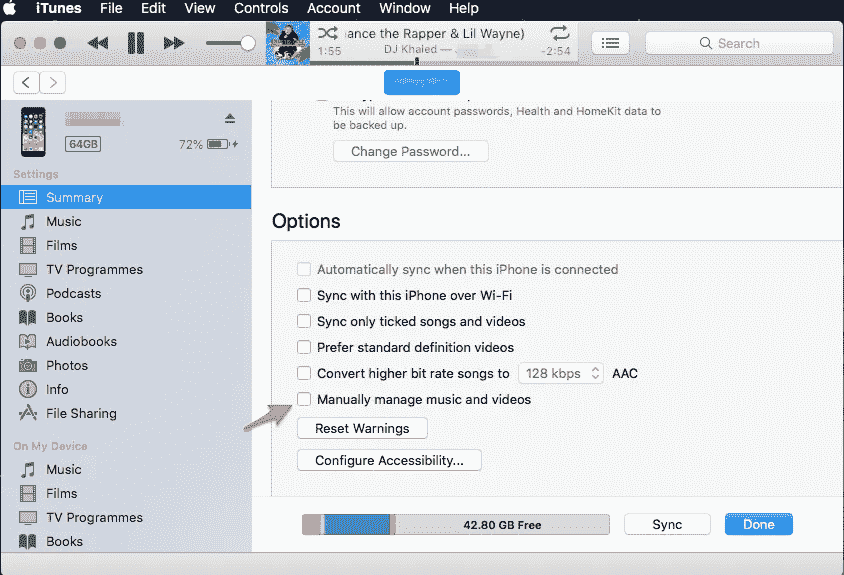 iTunes File Edit View Controls Account Window Help
ance the Rapper & Lil Wayne)
1:55 DJ Khaled — -2:54
Search
64GB 72%
This will allow account passwords, Health and HomeKit data to
be backed up.
Change Password...
Settings
Summary
Music
Films
TV Programmes
Podcasts
Books
Audiobooks
Photos
Info
File Sharing
On My Device
Music
Films
TV Programmes
Books
Options
Automatically sync when this iPhone is connected
Sync with this iPhone over Wi-Fi
Sync only ticked songs and videos
Prefer standard definition videos
Convert higher bit rate songs to 128 kbps AAC
Manually manage music and videos
Reset Warnings
Configure Accessibility...
42.80 GB Free Sync Done